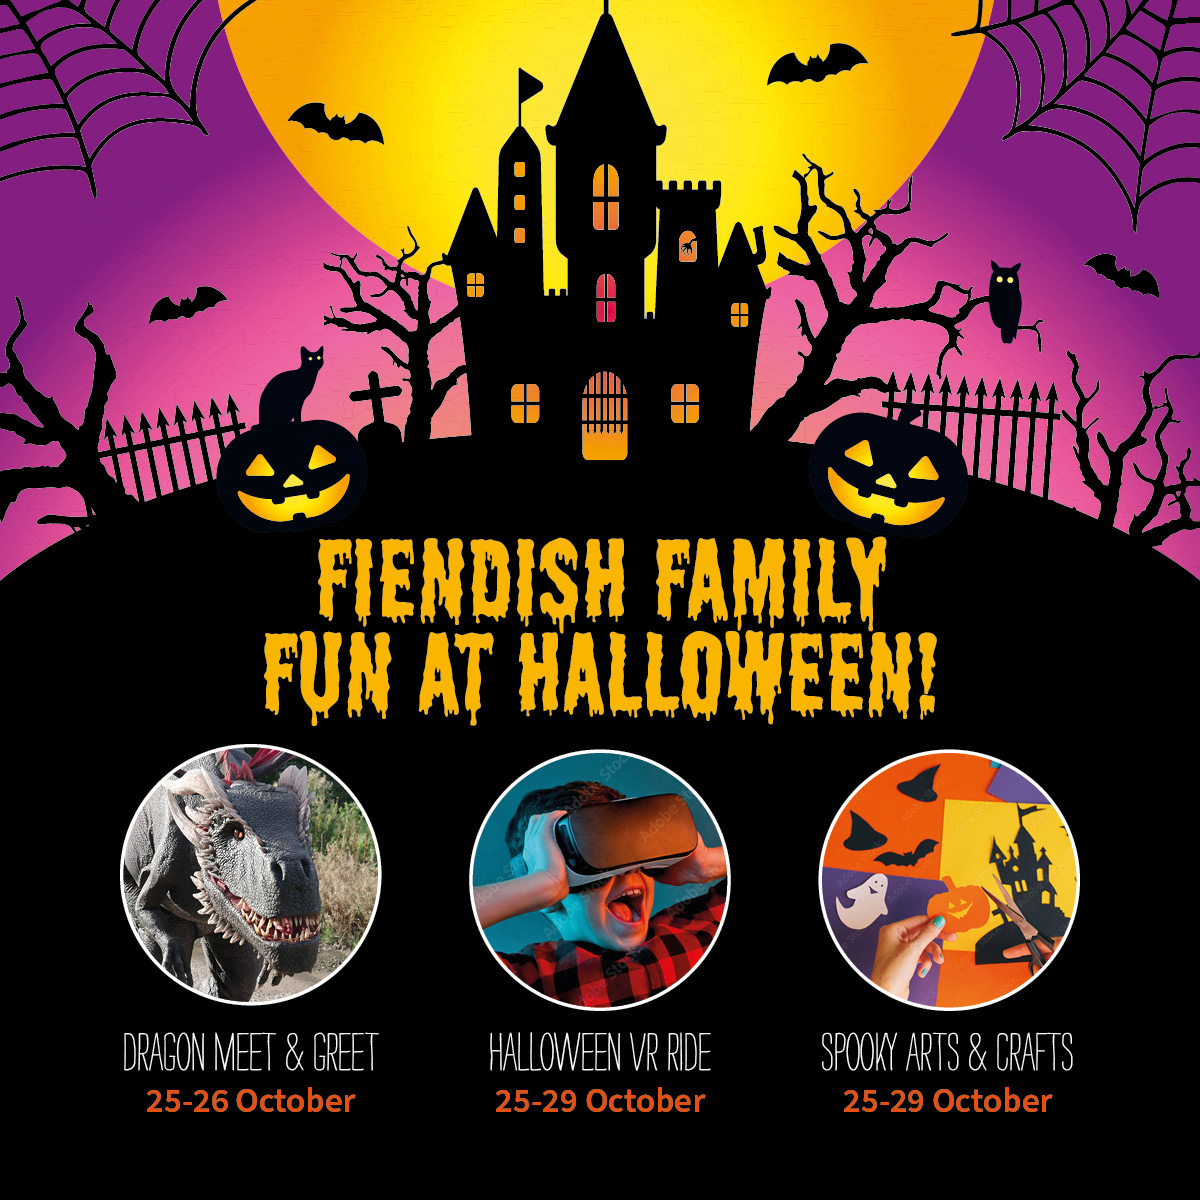 FIENDISH FAMILY
FUN AT HALLOWEEN!
DRAGON MEET & GREET
25-26 October
HALLOWEEN VR RIDE
25-29 October
SPOOKY ARTS & CRAFTS
25-29 October